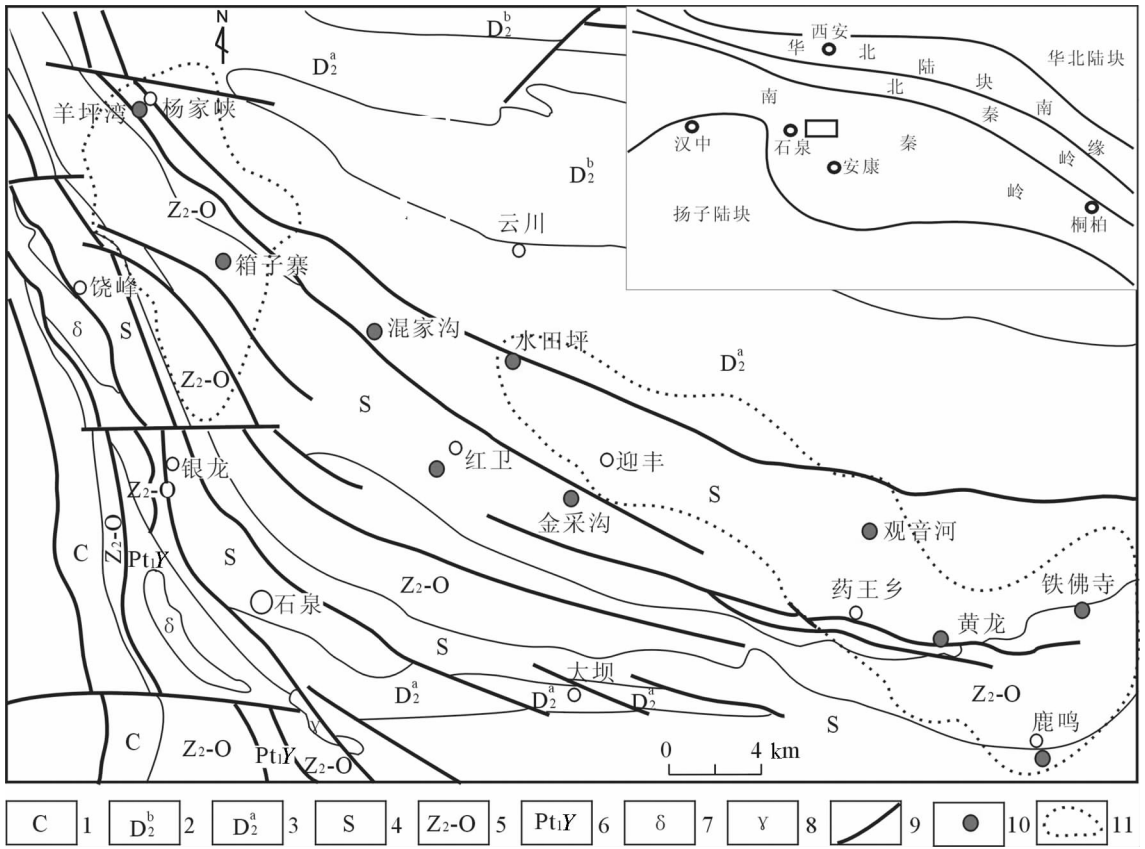 N
D₂ᵇ
D₂ᵃ
羊坪湾
杨家峡
D₂ᵇ
Z₂-O
云川
箱子寨
饶峰
δ
S
混家沟
水田坪
D₂ᵃ
Z₂-O
S
红卫
迎丰
S
银龙
Z₂-O
金采沟
观音河
Z₂-O
C
Pt₁Y
S
Z₂-O
药王乡
铁佛寺
石泉
黄龙
δ
S
大坝
D₂ᵃ
D₂ᵃ
D₂ᵃ
Z₂-O
S
鹿鸣
γ
C
Z₂-O
Pt₁Y
Z₂-O
0 4 km
西安
华北陆块南缘
华北陆块
北秦岭
南秦岭
汉中
石泉
安康
扬子陆块
桐柏
C 1 D₂ᵇ 2 D₂ᵃ 3 S 4 Z₂-O 5 Pt₁Y 6 δ 7 γ 8 9 10 11